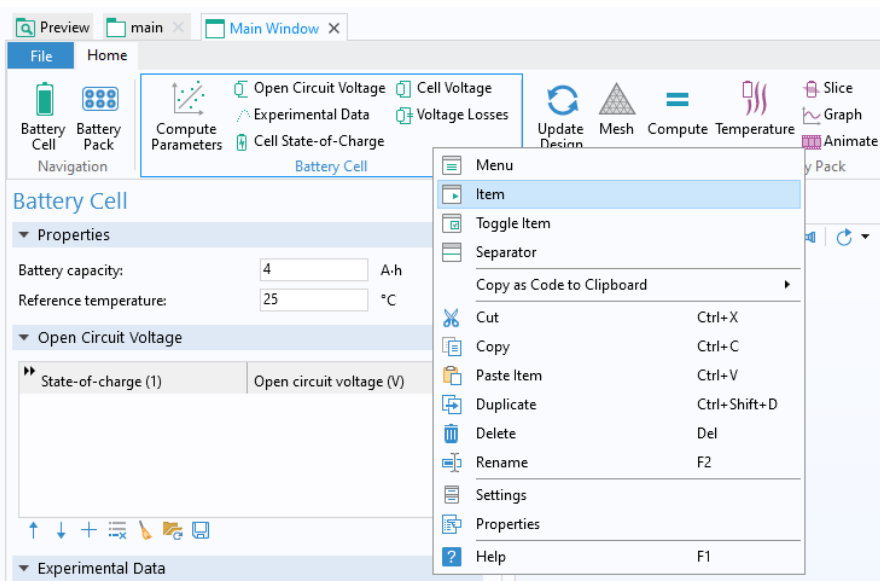 Preview main Main Window
File Home
Open Circuit Voltage Cell Voltage Slice
Experimental Data Voltage Losses Graph
Battery Cell Battery Pack Compute Parameters Cell State-of-Charge Update Design Mesh Compute Temperature Animate
Navigation Battery Cell y Pack
Battery Cell
Properties
Battery capacity: 4 A·h
Reference temperature: 25 °C
Open Circuit Voltage
State-of-charge (1) Open circuit voltage (V)
Experimental Data
Menu
Item
Toggle Item
Separator
Copy as Code to Clipboard
Cut Ctrl+X
Copy Ctrl+C
Paste Item Ctrl+V
Duplicate Ctrl+Shift+D
Delete Del
Rename F2
Settings
Properties
? Help F1